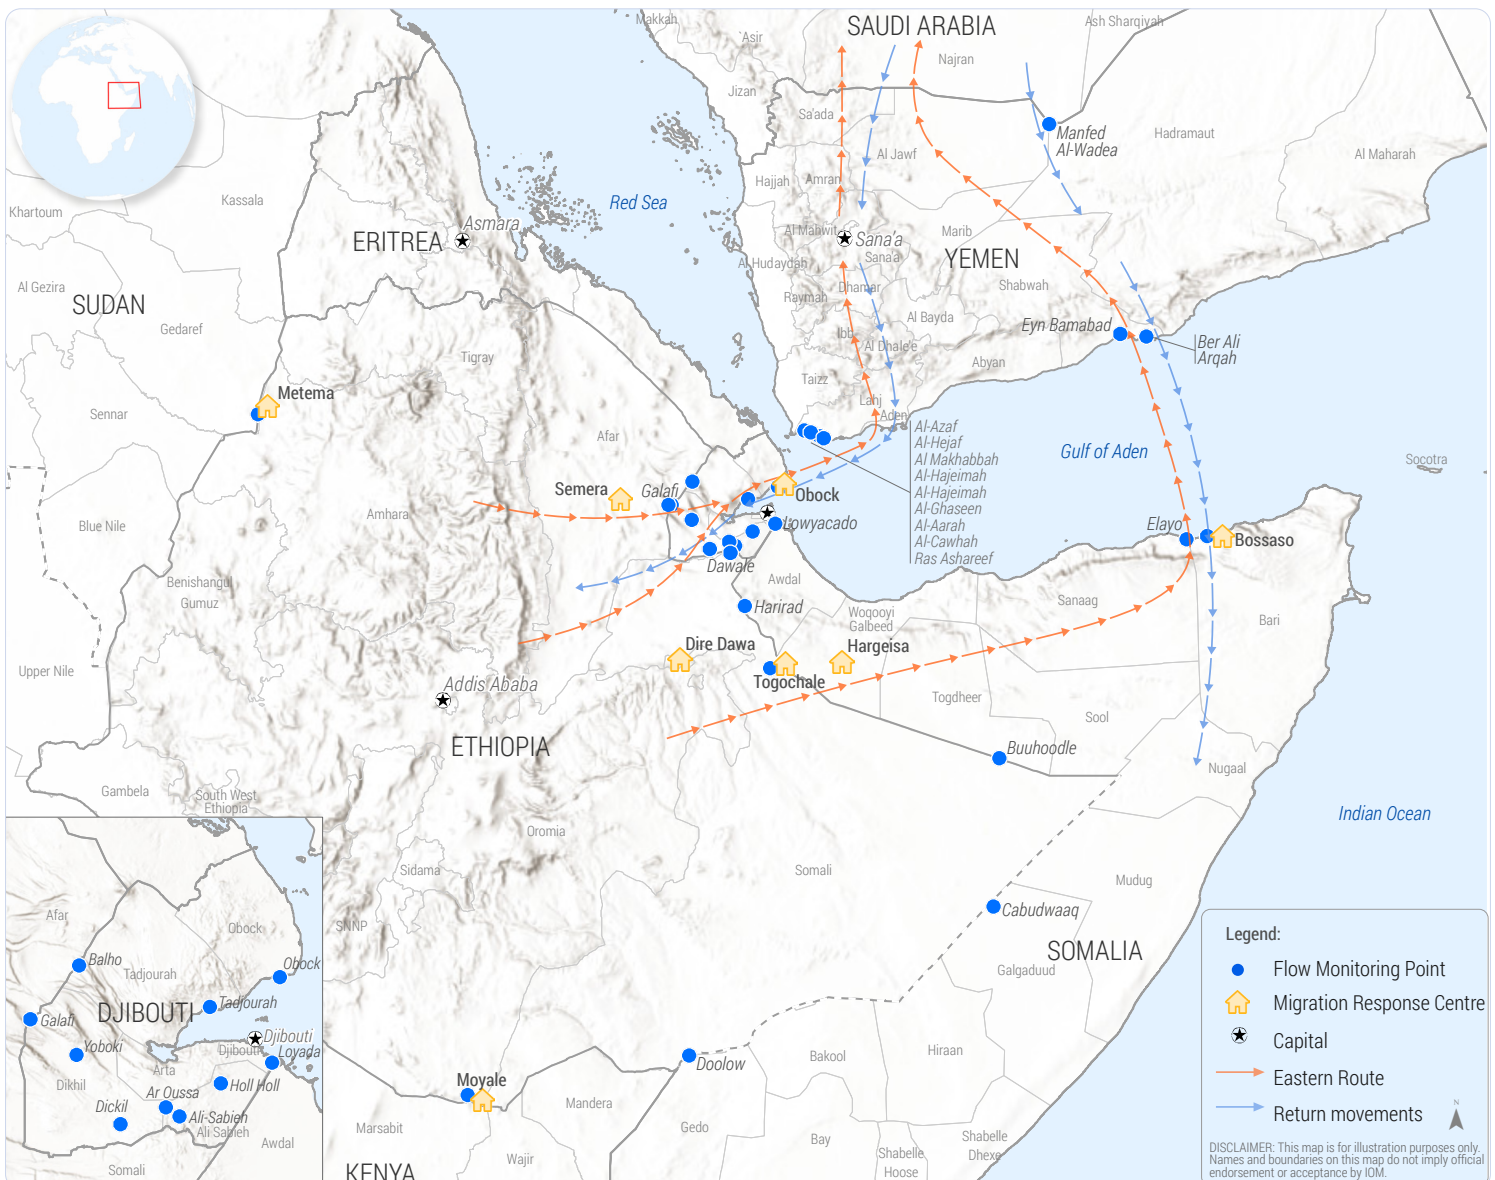 Makkah
'Asir
SAUDI ARABIA
Ash Sharqiyah
Najran
Jizan
Sa'ada
Manfed
Al-Wadea
Hadramaut
Al Maharah
Al Jawf
Hajjah
Amran
Kassala
Khartoum
Red Sea
Asmara
ERITREA
Al Mahwit
Sana'a
Sana'a
Marib
YEMEN
Al Hudaydah
Dhamar
Raymah
Shabwah
Al Gezira
SUDAN
Gedaref
Al Bayda
Eyn Bamabad
Ibb
Al Dhale'e
Ber Ali
Arqah
Abyan
Tigray
Taizz
Lahj
Aden
Metema
Sennar
Afar
Al-Azaf
Al-Hejaf
Al Makhabbah
Al-Hajeimah
Al-Hajeimah
Al-Ghaseen
Al-Aarah
Al-Cawhah
Ras Ashareef
Gulf of Aden
Socotra
Semera
Galafi
Obock
Amhara
Blue Nile
Lowyacado
Elayo
Bossaso
Dawale
Awdal
Benishangul
Gumuz
Harirad
Woqooyi
Galbeed
Sanaag
Bari
Upper Nile
Dire Dawa
Hargeisa
Togochale
Addis Ababa
Togdheer
Sool
ETHIOPIA
Buuhoodle
Nugaal
Gambela
South West
Ethiopia
Indian Ocean
Oromia
Sidama
Somali
Mudug
SNNP
Cabudwaaq
SOMALIA
Galgaduud
Afar
Obock
Balho
Tadjourah
Obock
DJIBOUTI
Tadjourah
Galafi
Djibouti
Yoboki
Djibouti
Loyada
Arta
Dikhil
Ar Oussa
Holl Holl
Dickil
Ali-Sabieh
Ali Sabieh
Awdal
Somali
Moyale
Doolow
Bakool
Hiraan
Mandera
Marsabit
Gedo
Bay
Shabelle
Dhexe
Wajir
Shabelle
Hoose
KENYA
Legend:
Flow Monitoring Point
Migration Response Centre
Capital
Eastern Route
Return movements
N
DISCLAIMER: This map is for illustration purposes only.
Names and boundaries on this map do not imply official
endorsement or acceptance by IOM.